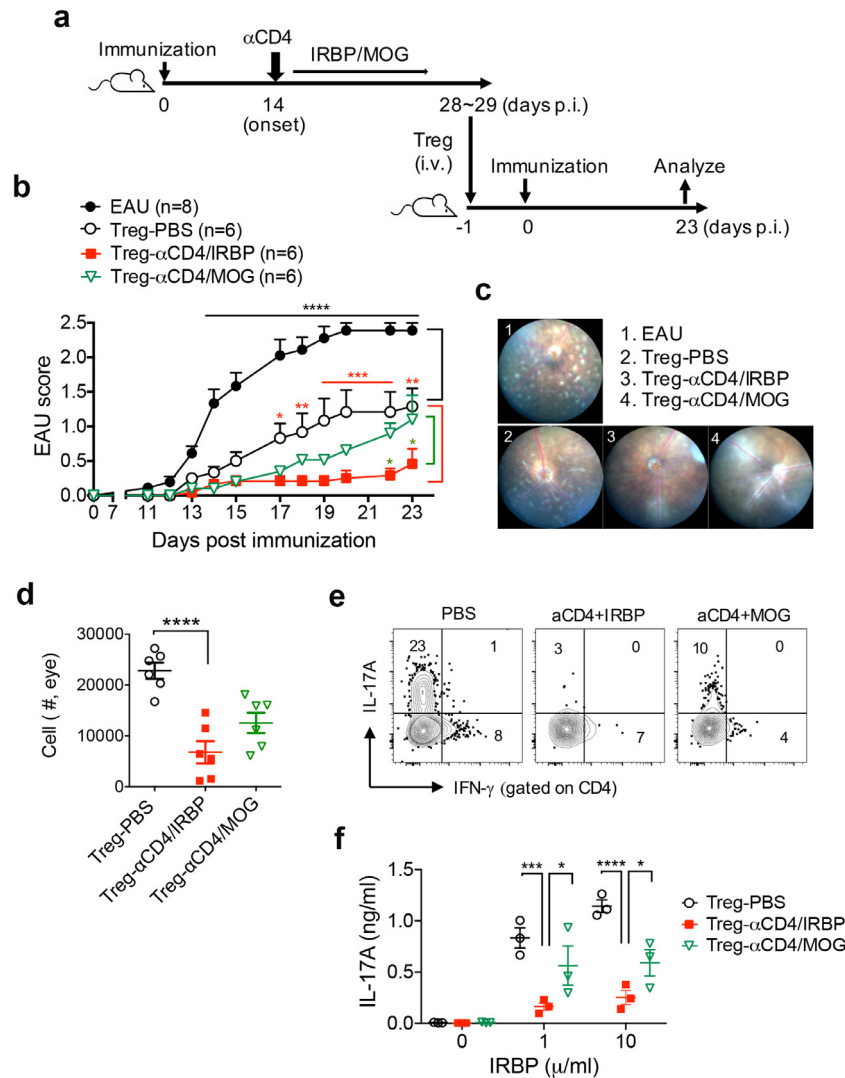 a
αCD4
Immunization
IRBP/MOG
0
14
(onset)
28~29 (days p.i.)
Treg
(i.v.)
Immunization
Analyze
-1
0
23 (days p.i.)
b
EAU (n=8)
Treg-PBS (n=6)
Treg-αCD4/IRBP (n=6)
Treg-αCD4/MOG (n=6)
****
***
**
*
**
*
*
EAU score
2.5
2.0
1.5
1.0
0.5
0.0
0 7 11 13 15 17 19 21 23
Days post immunization
c
1
1. EAU
2. Treg-PBS
3. Treg-αCD4/IRBP
4. Treg-αCD4/MOG
2
3
4
d
****
Cell ( #, eye)
30000
20000
10000
0
Treg-PBS
Treg-αCD4/IRBP
Treg-αCD4/MOG
e
PBS
aCD4+IRBP
aCD4+MOG
23
1
3
0
10
0
8
7
4
IL-17A
IFN-γ (gated on CD4)
f
*** * **** *
IL-17A (ng/ml)
1.5
1.0
0.5
0.0
0
1
10
IRBP (μ/ml)
Treg-PBS
Treg-αCD4/IRBP
Treg-αCD4/MOG